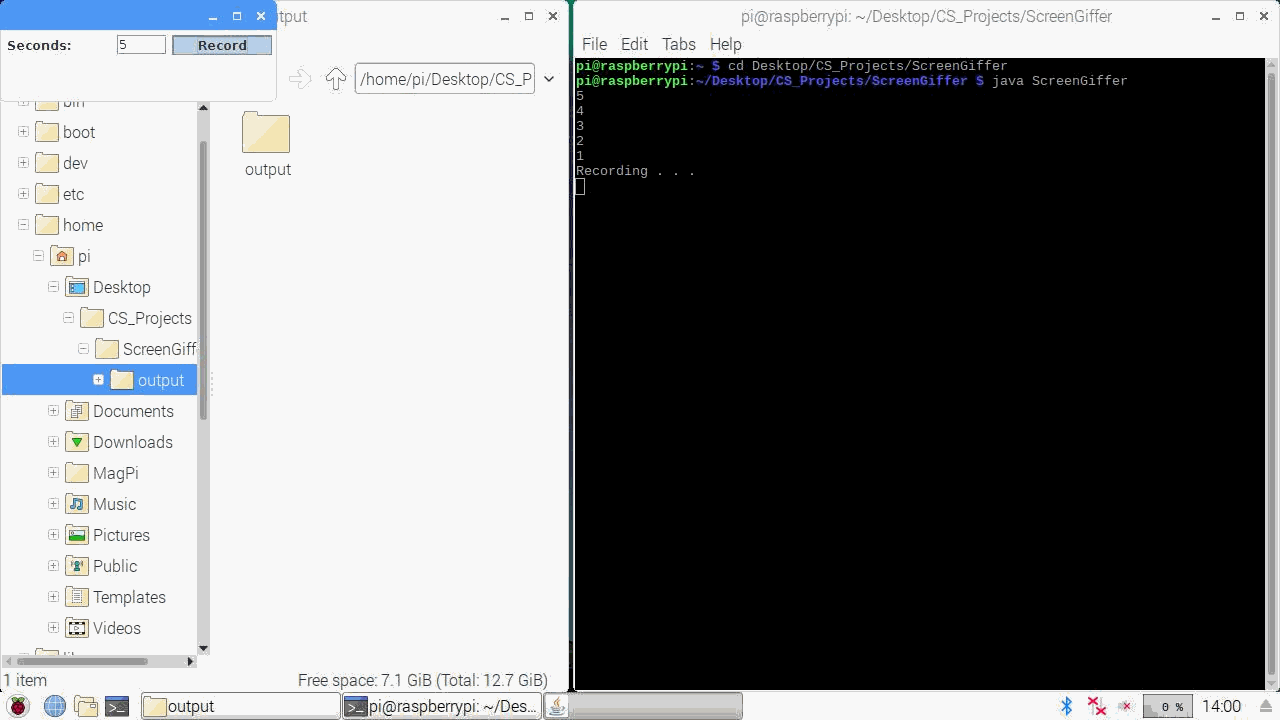 Seconds: 5 Record
/home/pi/Desktop/CS_P
boot
dev
etc
home
pi
Desktop
CS_Projects
ScreenGiff
output
Documents
Downloads
MagPi
Music
Pictures
Public
Templates
Videos
output
1 item
Free space: 7.1 GiB (Total: 12.7 GiB)
pi@raspberrypi: ~/Desktop/CS_Projects/ScreenGiffer
File Edit Tabs Help
pi@raspberrypi:~ $ cd Desktop/CS_Projects/ScreenGiffer
pi@raspberrypi:~/Desktop/CS_Projects/ScreenGiffer $ java ScreenGiffer
5
4
3
2
1
Recording . . .
output
pi@raspberrypi: ~/Des...
0 %
14:00